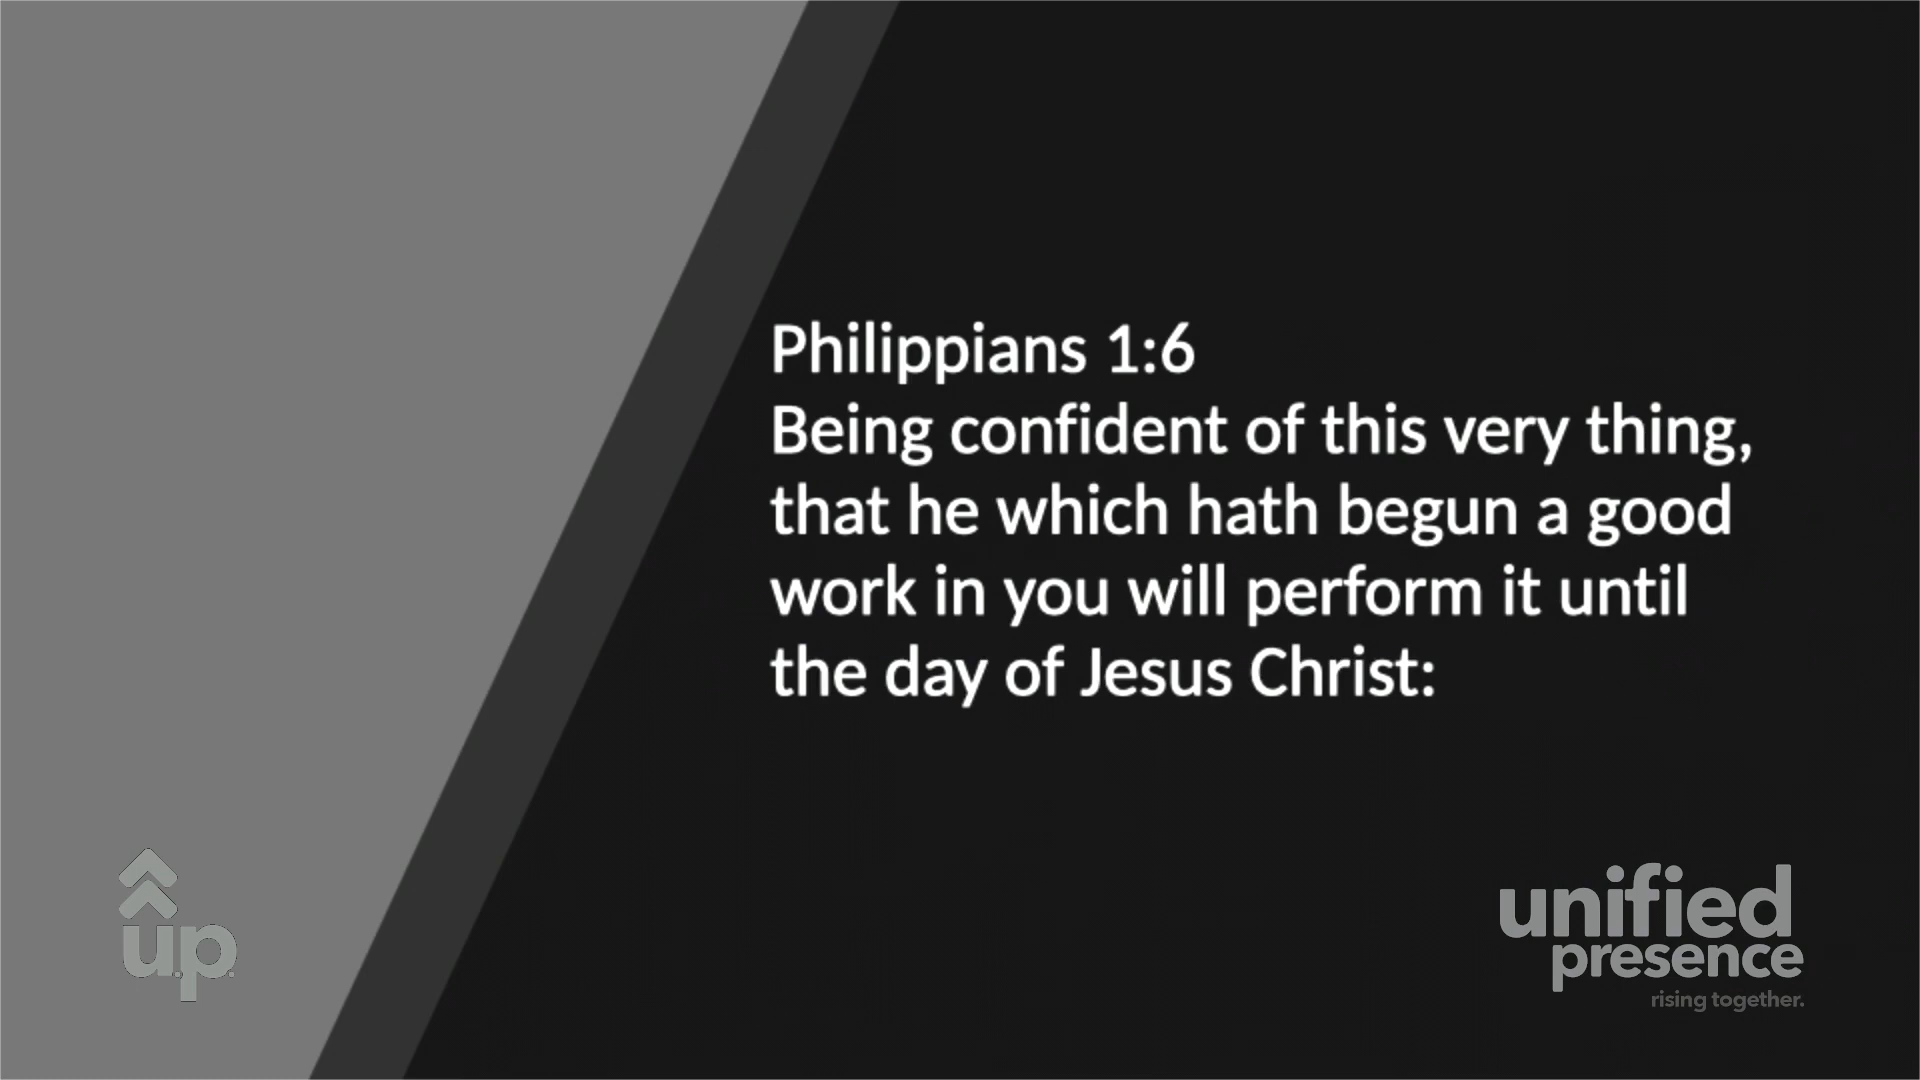 Philippians 1:6
Being confident of this very thing,
that he which hath begun a good
work in you will perform it until
the day of Jesus Christ:
u.p.
unified
presence
rising together.